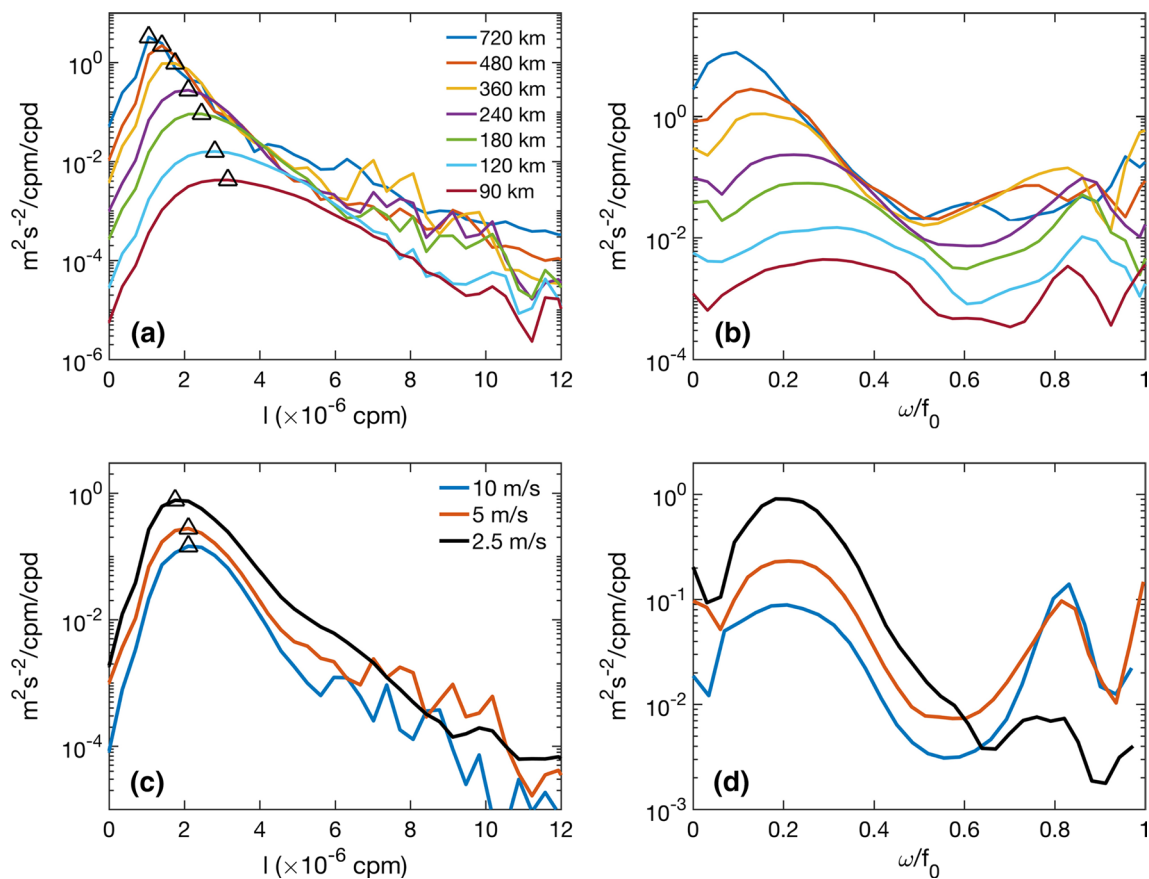 720 km
480 km
360 km
240 km
180 km
120 km
90 km
10⁰
10⁻²
10⁻⁴
10⁻⁶
m²s⁻²/cpm/cpd
(a)
0 2 4 6 8 10 12
l (×10⁻⁶ cpm)
10⁰
10⁻²
10⁻⁴
m²s⁻²/cpm/cpd
(b)
0 0.2 0.4 0.6 0.8 1
ω/f₀
10 m/s
5 m/s
2.5 m/s
10⁰
10⁻²
10⁻⁴
m²s⁻²/cpm/cpd
(c)
0 2 4 6 8 10 12
l (×10⁻⁶ cpm)
10⁰
10⁻¹
10⁻²
10⁻³
m²s⁻²/cpm/cpd
(d)
0 0.2 0.4 0.6 0.8 1
ω/f₀